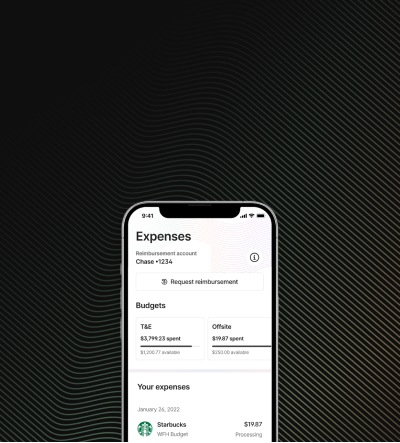 9:41
Expenses
Reimbursement account
Chase •1234
Request reimbursement
Budgets
T&E
$3,799.23 spent
$1,200.77 available
Offsite
$19.87 spent
$250.00 available
Your expenses
January 26, 2022
Starbucks
$19.87
WFH Budget
Processing